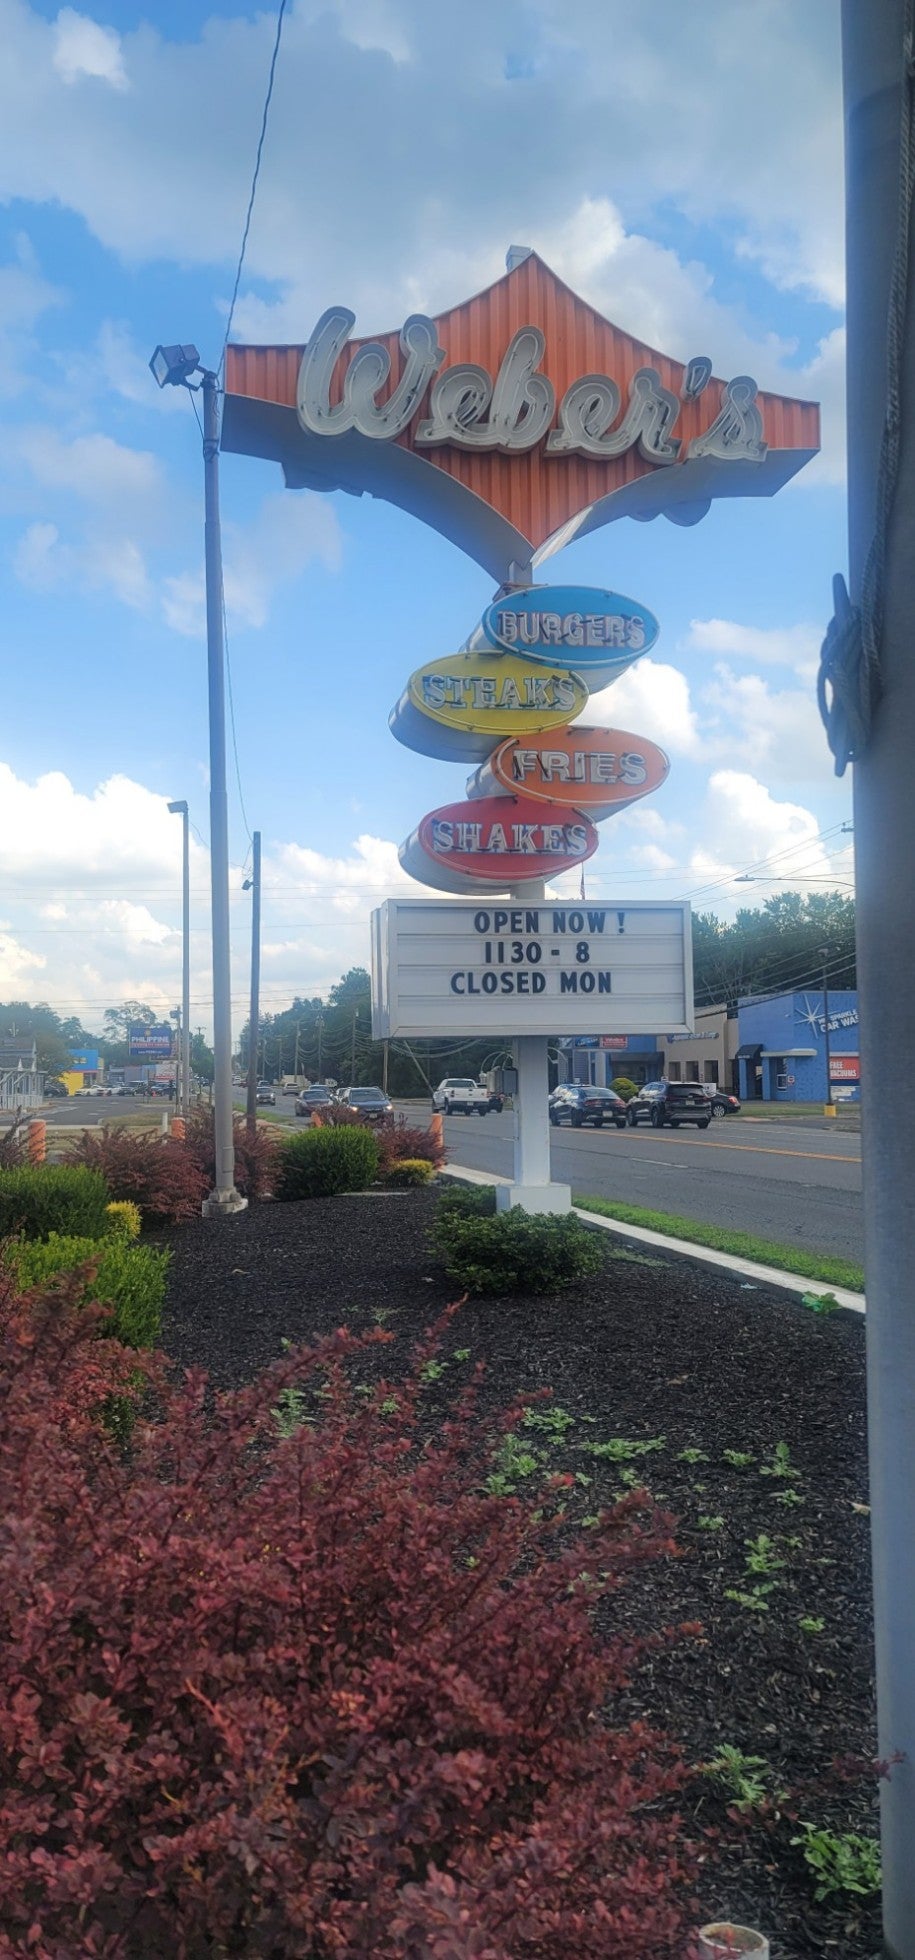 Weber's
BURGERS
STEAKS
FRIES
SHAKES
OPEN NOW !
1130 - 8
CLOSED MON
PHILIPPINE
CAR WASH
FREE
VACUUMS